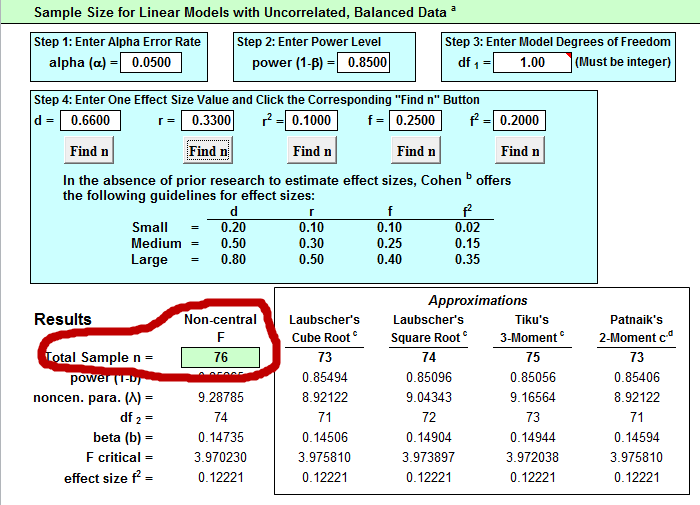 Sample Size for Linear Models with Uncorrelated, Balanced Data a
Step 1: Enter Alpha Error Rate
alpha (α) = 0.0500
Step 2: Enter Power Level
power (1-β) = 0.8500
Step 3: Enter Model Degrees of Freedom
df 1 = 1.00 (Must be integer)
Step 4: Enter One Effect Size Value and Click the Corresponding "Find n" Button
d = 0.6600 r = 0.3300 r² = 0.1000 f = 0.2500 f² = 0.2000
Find n Find n Find n Find n Find n
In the absence of prior research to estimate effect sizes, Cohen b offers
the following guidelines for effect sizes:
d r f f²
Small = 0.20 0.10 0.10 0.02
Medium = 0.50 0.30 0.25 0.15
Large = 0.80 0.50 0.40 0.35
Approximations
Results Non-central Laubscher's Laubscher's Tiku's Patnaik's
F Cube Root c Square Root c 3-Moment c 2-Moment c,d
Total Sample n = 76 73 74 75 73
power (1-b) = 0.85494 0.85096 0.85056 0.85406
noncen. para. (Λ) = 9.28785 8.92122 9.04343 9.16564 8.92122
df 2 = 74 71 72 73 71
beta (b) = 0.14735 0.14506 0.14904 0.14944 0.14594
F critical = 3.970230 3.975810 3.973897 3.972038 3.975810
effect size f² = 0.12221 0.12221 0.12221 0.12221 0.12221